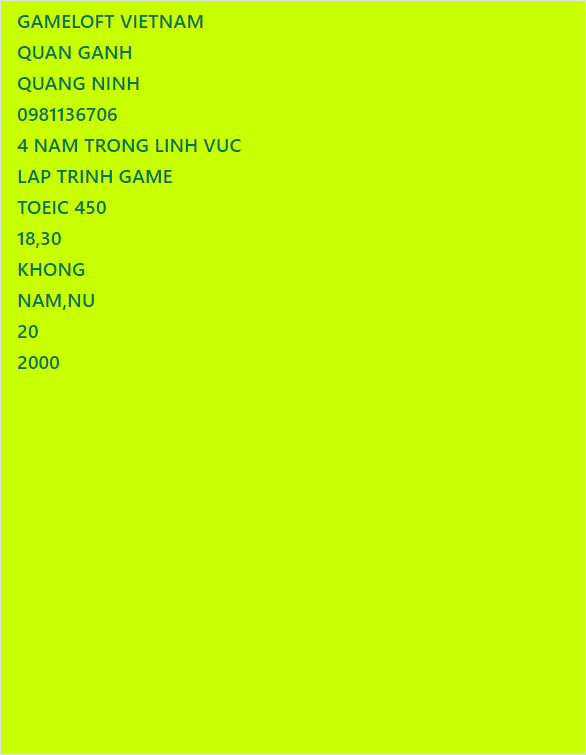 GAMELOFT VIETNAM
QUAN GANH
QUANG NINH
0981136706
4 NAM TRONG LINH VUC
LAP TRINH GAME
TOEIC 450
18,30
KHONG
NAM,NU
20
2000